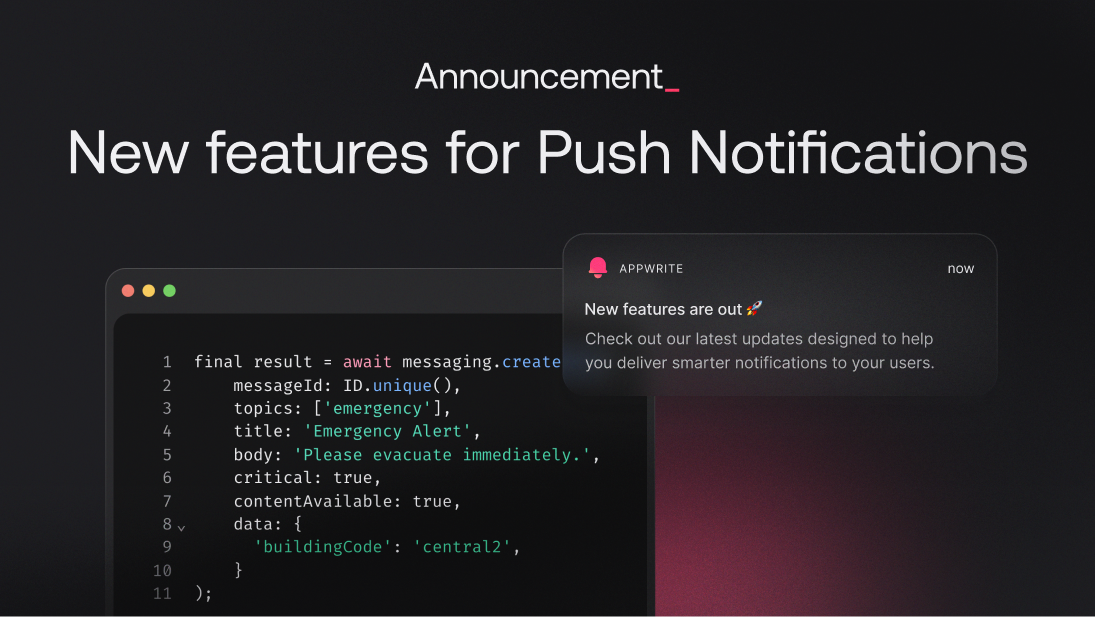 Announcement_
New features for Push Notifications
APPWRITE now
New features are out 🚀
Check out our latest updates designed to help
you deliver smarter notifications to your users.
1 final result = await messaging.create
2 messageId: ID.unique(),
3 topics: ['emergency'],
4 title: 'Emergency Alert',
5 body: 'Please evacuate immediately.',
6 critical: true,
7 contentAvailable: true,
8 data: {
9 'buildingCode': 'central2',
10 }
11 );